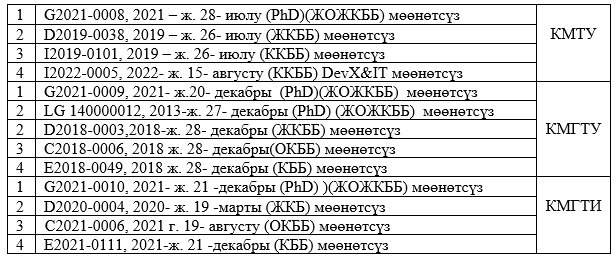 1 G2021-0008, 2021 – ж. 28- июлу (PhD)(ЖОЖКББ) мөөнөтсүз
КМТУ
2 D2019-0038, 2019 – ж. 26- июлу (ЖКББ) мөөнөтсүз
3 I2019-0101, 2019 – ж. 26- июлу (ККББ) мөөнөтсүз
4 I2022-0005, 2022- ж. 15- августу (ККББ) DevX&IT мөөнөтсүз
1 G2021-0009, 2021- ж.20- декабры (PhD)(ЖОЖКББ) мөөнөтсүз
КМГТУ
2 LG 140000012, 2013-ж. 27- декабры (PhD) (ЖОЖКББ) мөөнөтсүз
2 D2018-0003,2018-ж. 28- декабры (ЖКББ) мөөнөтсүз
3 C2018-0006, 2018 ж. 28- декабры(ОКББ) мөөнөтсүз
4 E2018-0049, 2018 ж. 28- декабры (КББ) мөөнөтсүз
1 G2021-0010, 2021- ж. 21 -декабры (PhD) )(ЖОЖКББ) мөөнөтсүз
КМГТИ
2 D2020-0004, 2020- ж. 19 -марты (ЖКБ) мөөнөтсүз
3 C2021-0006, 2021 г. 19- августу (ОКББ) мөөнөтсүз
4 E2021-0111, 2021-ж. 21 -декабры (КББ) мөөнөтсүз